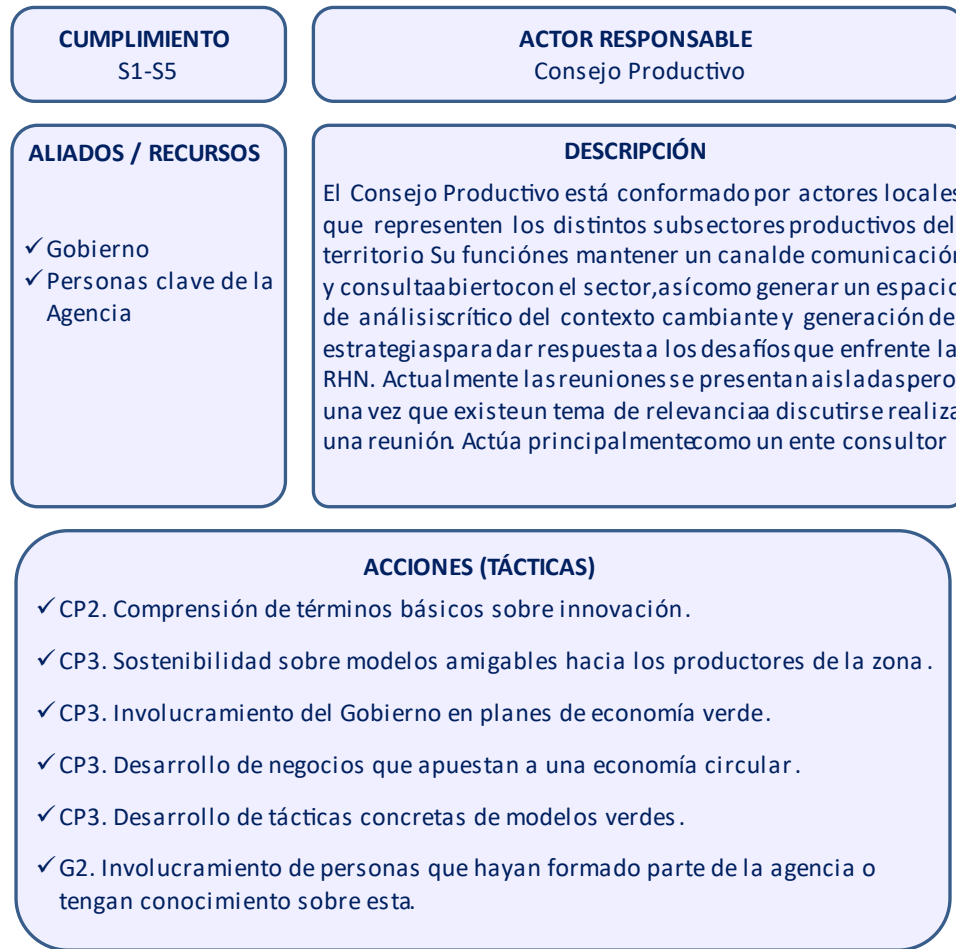 CUMPLIMIENTO
S1-S5
ACTOR RESPONSABLE
Consejo Productivo
ALIADOS / RECURSOS
✓ Gobierno
✓ Personas clave de la
Agencia
DESCRIPCIÓN
El Consejo Productivo está conformado por actores locales
que representen los distintos subsectores productivos del
territorio. Su función es mantener un canal de comunicación
y consulta abierto con el sector, así como generar un espacio
de análisis crítico del contexto cambiante y generación de
estrategias para dar respuesta a los desafíos que enfrente la
RHN. Actualmente las reuniones se presentan aisladas pero
una vez que existe un tema de relevancia a discutir se realiza
una reunión. Actúa principalmente como un ente consultor
ACCIONES (TÁCTICAS)
✓ CP2. Comprensión de términos básicos sobre innovación.
✓ CP3. Sostenibilidad sobre modelos amigables hacia los productores de la zona.
✓ CP3. Involucramiento del Gobierno en planes de economía verde.
✓ CP3. Desarrollo de negocios que apuestan a una economía circular.
✓ CP3. Desarrollo de tácticas concretas de modelos verdes.
✓ G2. Involucramiento de personas que hayan formado parte de la agencia o
tengan conocimiento sobre esta.